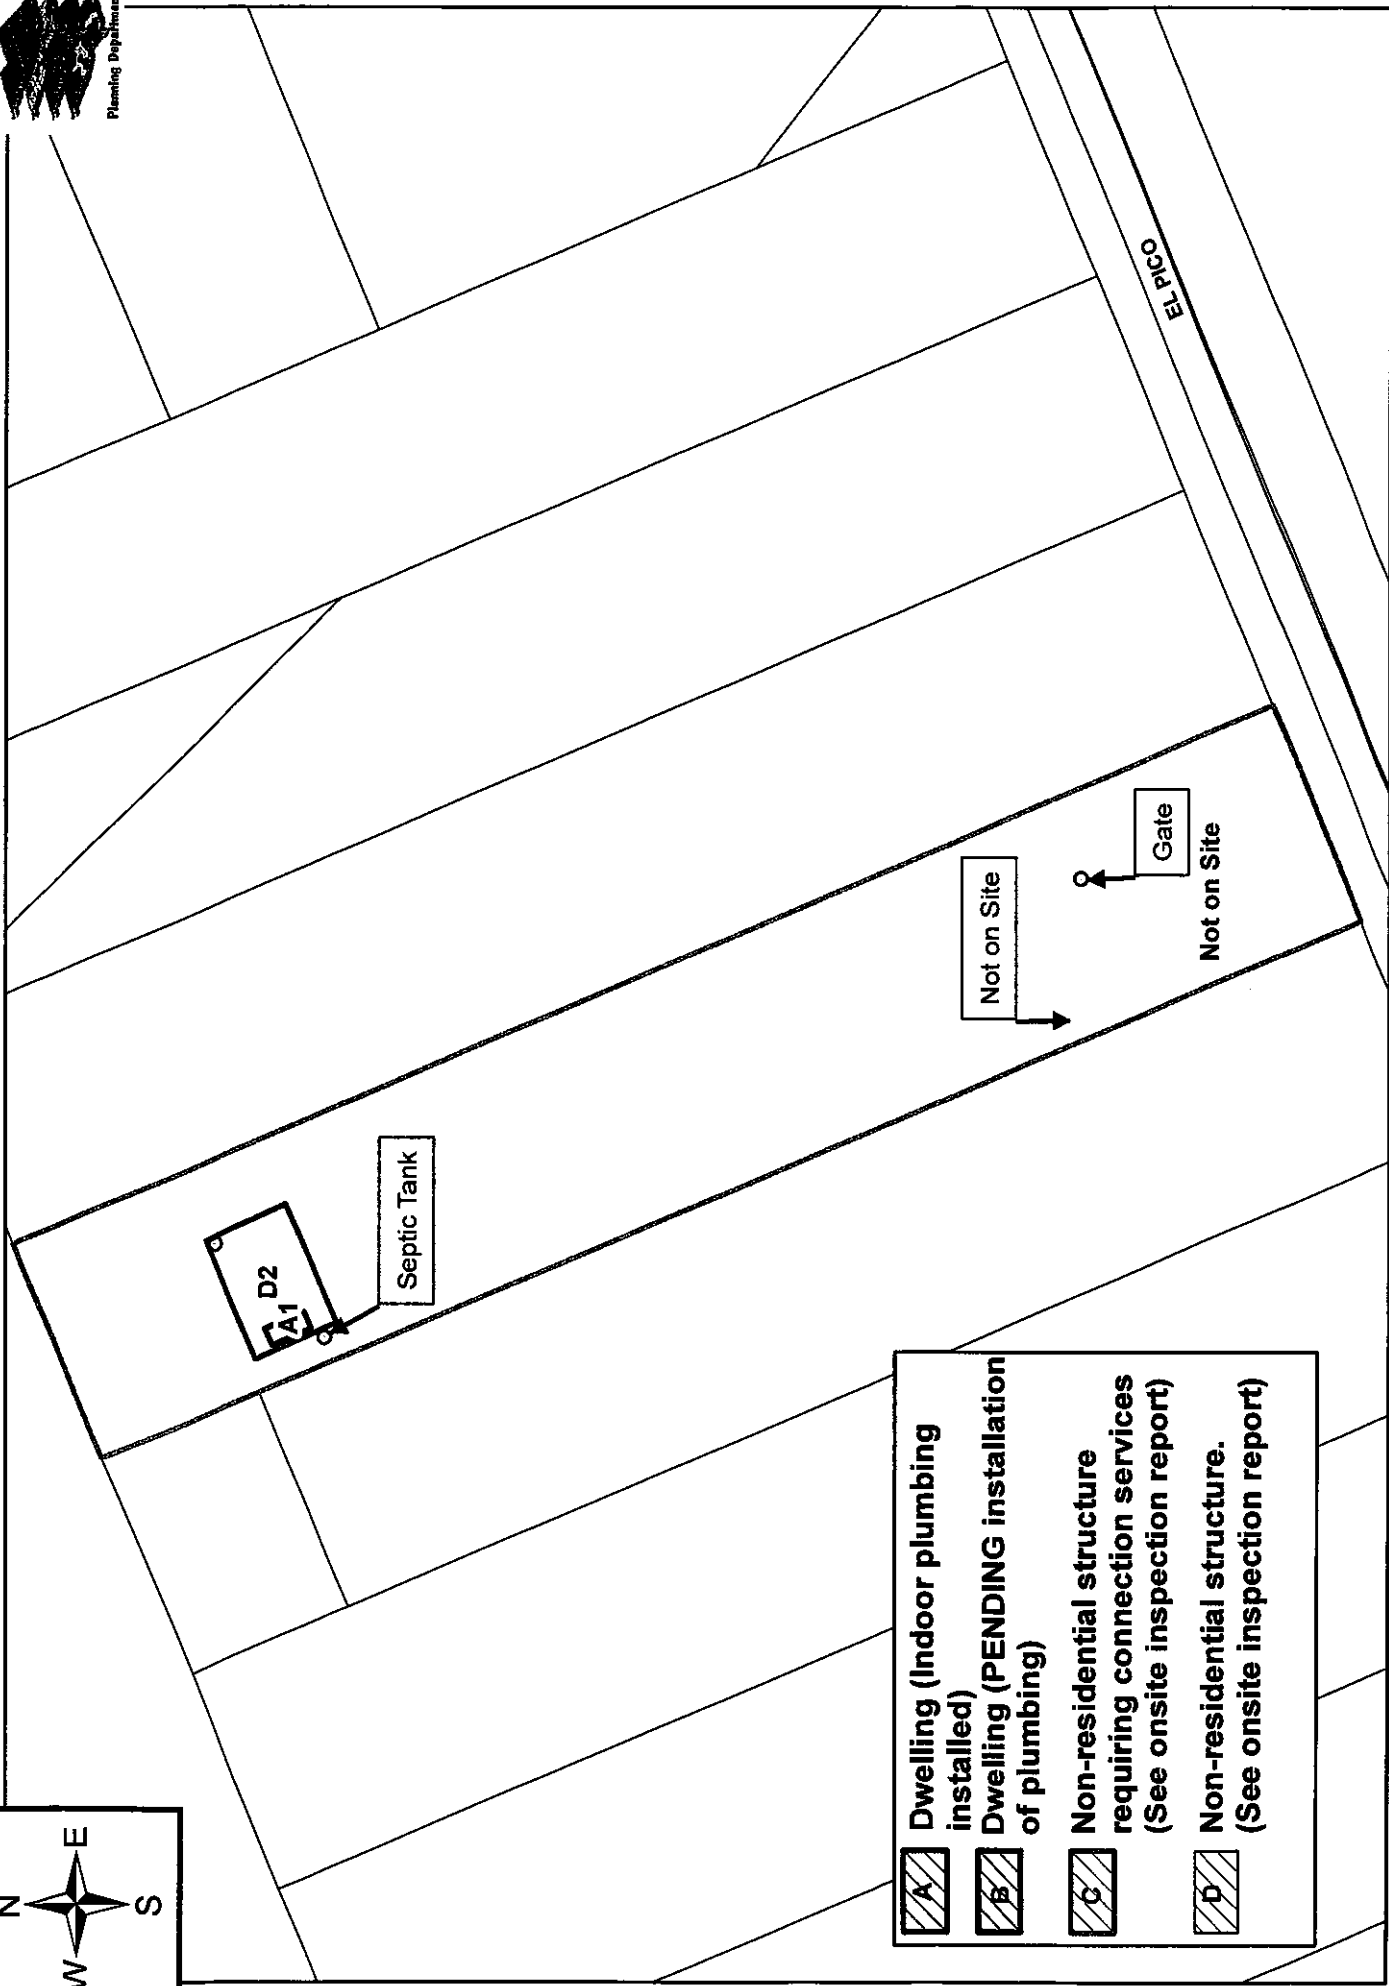 Planning Department
N
W
E
S
EL PICO
D2
A1
Septic Tank
Not on Site
Gate
Not on Site
A
Dwelling (Indoor plumbing
installed)
B
Dwelling (PENDING installation
of plumbing)
C
Non-residential structure
requiring connection services
(See onsite inspection report)
D
Non-residential structure.
(See onsite inspection report)